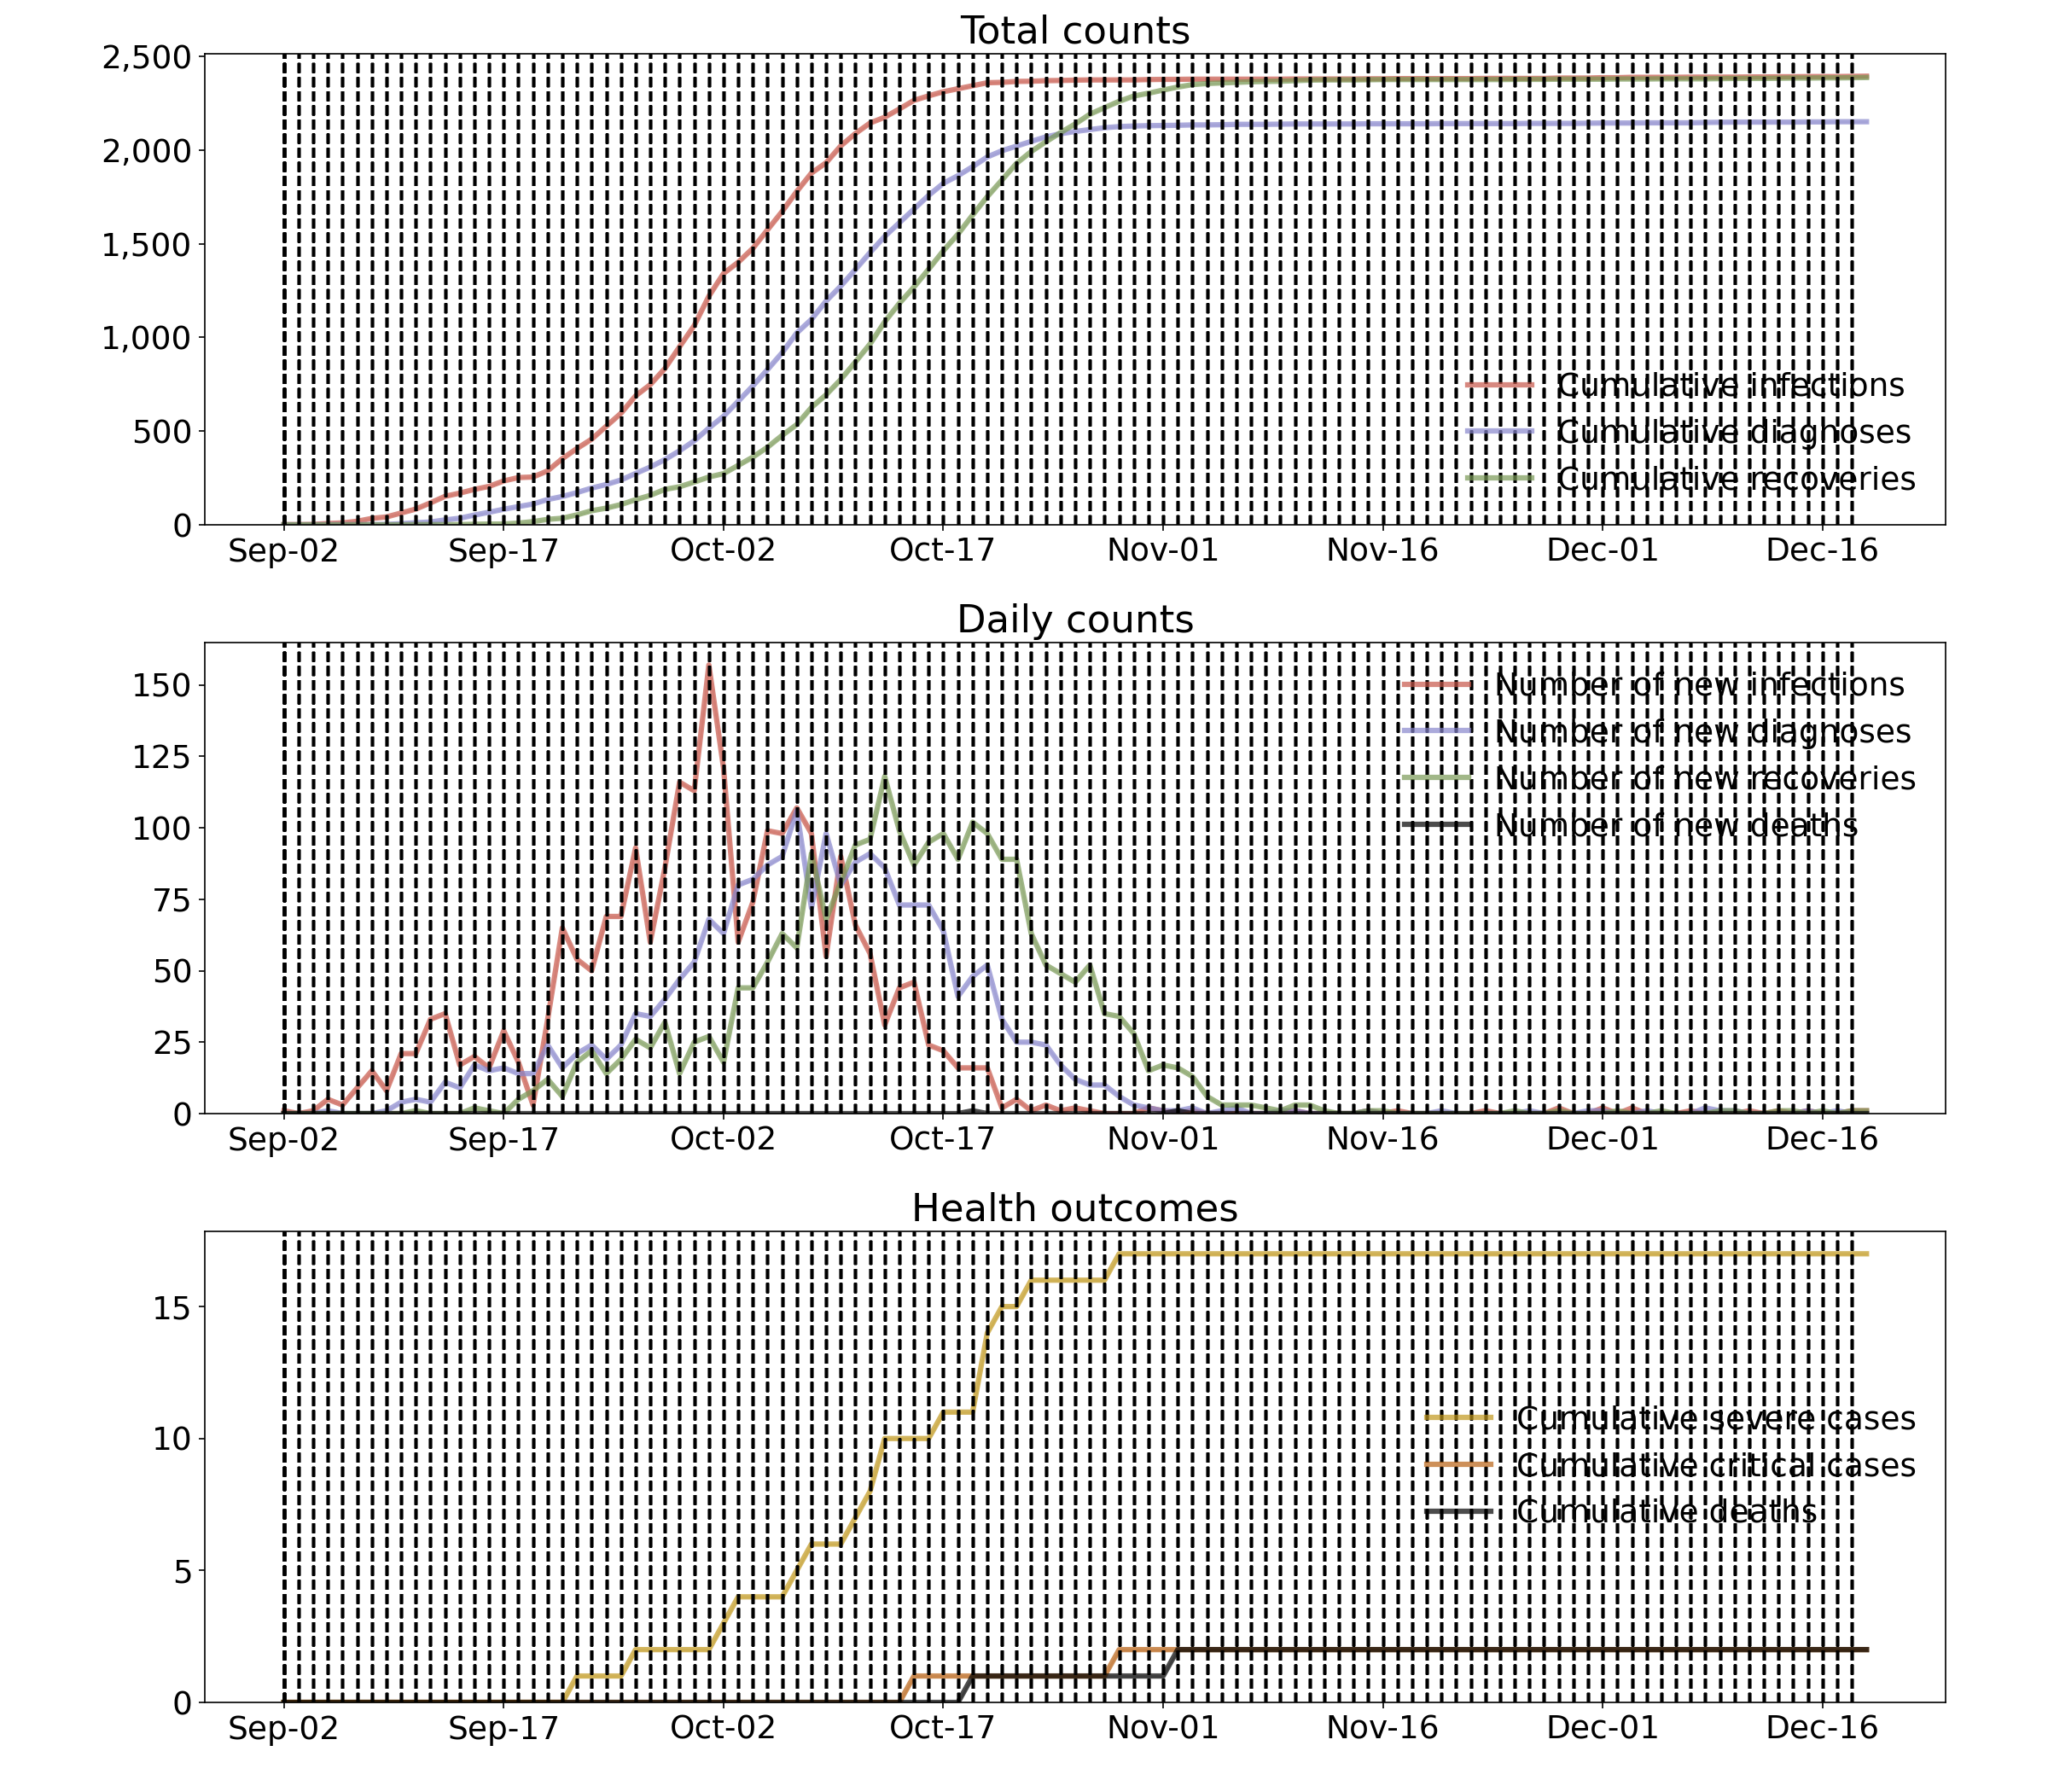 Total counts
2,500
2,000
1,500
1,000
500
0
Cumulative infections
Cumulative diagnoses
Cumulative recoveries
Sep-02 Sep-17 Oct-02 Oct-17 Nov-01 Nov-16 Dec-01 Dec-16
Daily counts
150
125
100
75
50
25
0
Number of new infections
Number of new diagnoses
Number of new recoveries
Number of new deaths
Sep-02 Sep-17 Oct-02 Oct-17 Nov-01 Nov-16 Dec-01 Dec-16
Health outcomes
15
10
5
0
Cumulative severe cases
Cumulative critical cases
Cumulative deaths
Sep-02 Sep-17 Oct-02 Oct-17 Nov-01 Nov-16 Dec-01 Dec-16